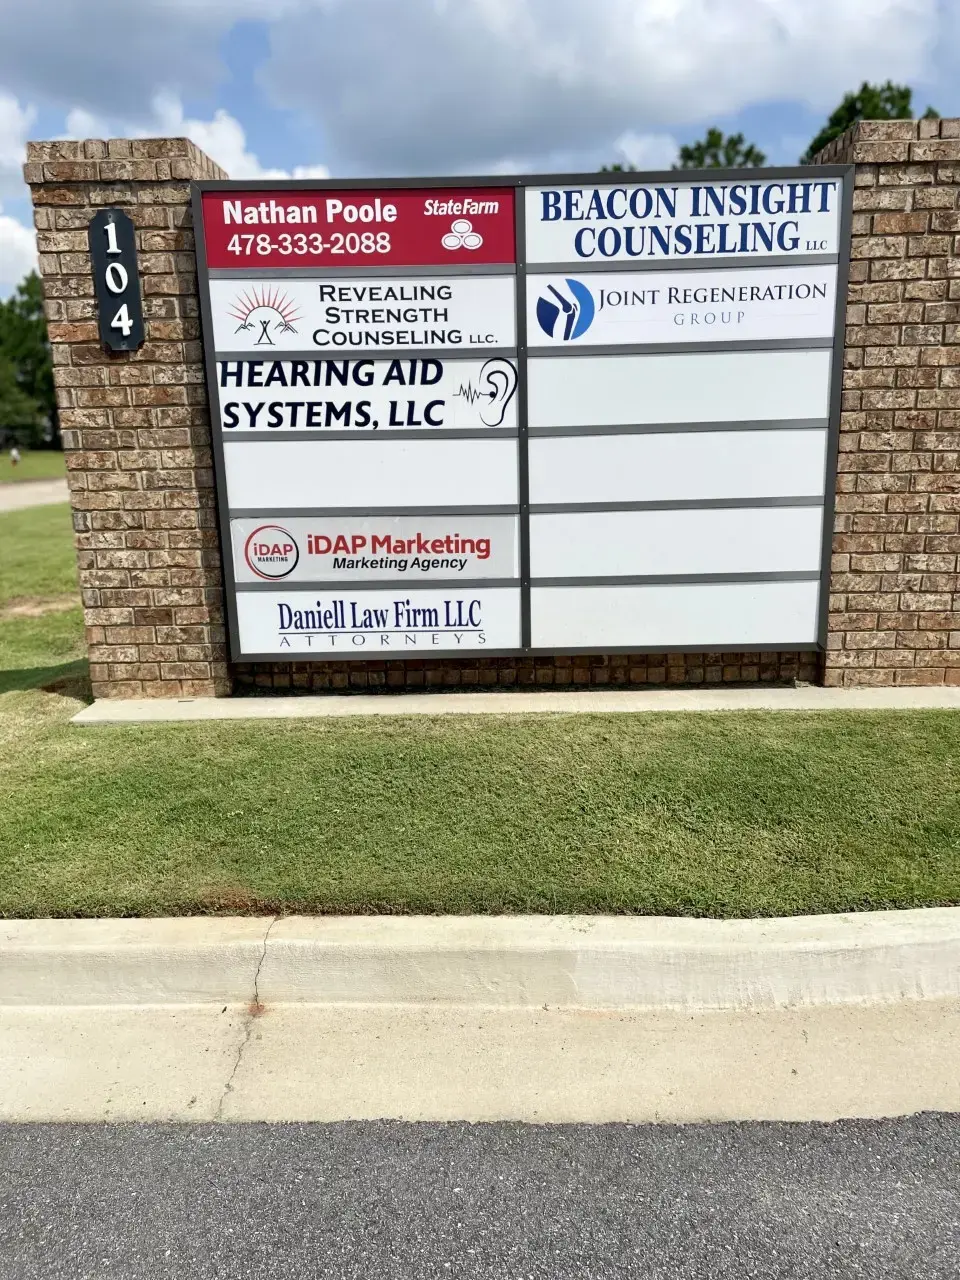 104
Nathan Poole
StateFarm
478-333-2088
BEACON INSIGHT
COUNSELING LLC
REVEALING
STRENGTH
COUNSELING LLC.
JOINT REGENERATION
GROUP
HEARING AID
SYSTEMS, LLC
iDAP
MARKETING
iDAP Marketing
Marketing Agency
Daniell Law Firm LLC
ATTORNEYS